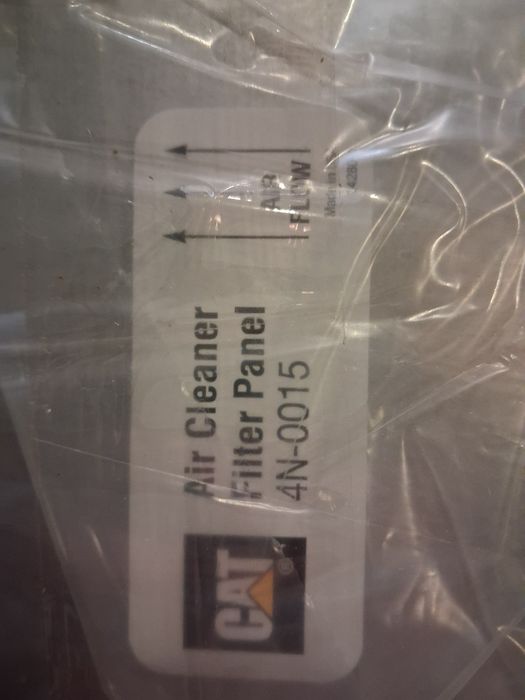 CAT®
Air Cleaner
Filter Panel
4N-0015
AIR
FLOW